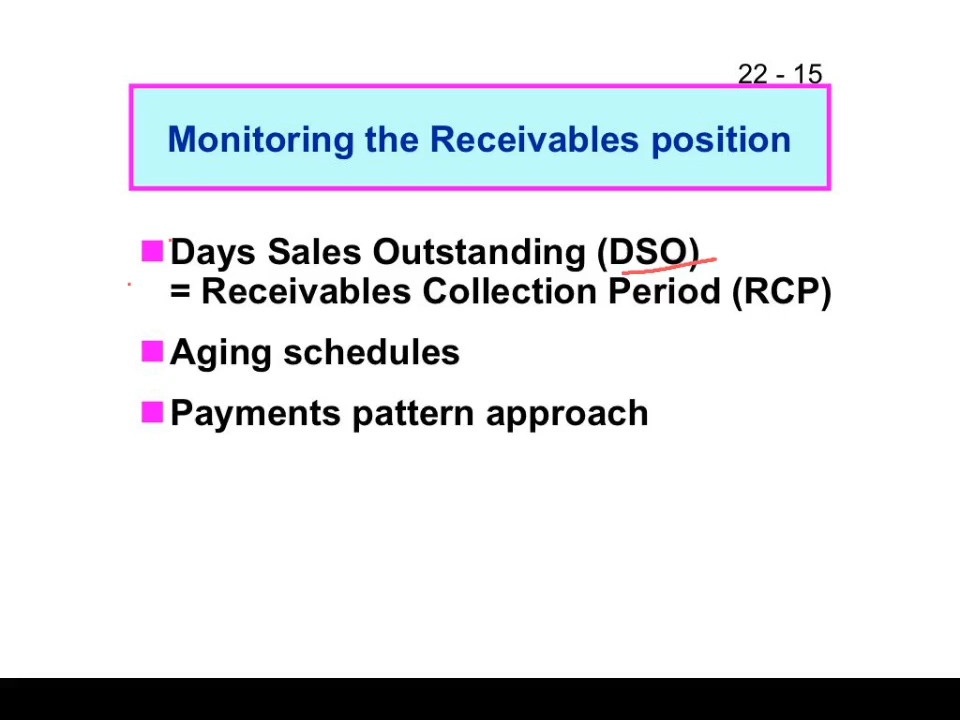 22 - 15
Monitoring the Receivables position
Days Sales Outstanding (DSO)
= Receivables Collection Period (RCP)
Aging schedules
Payments pattern approach